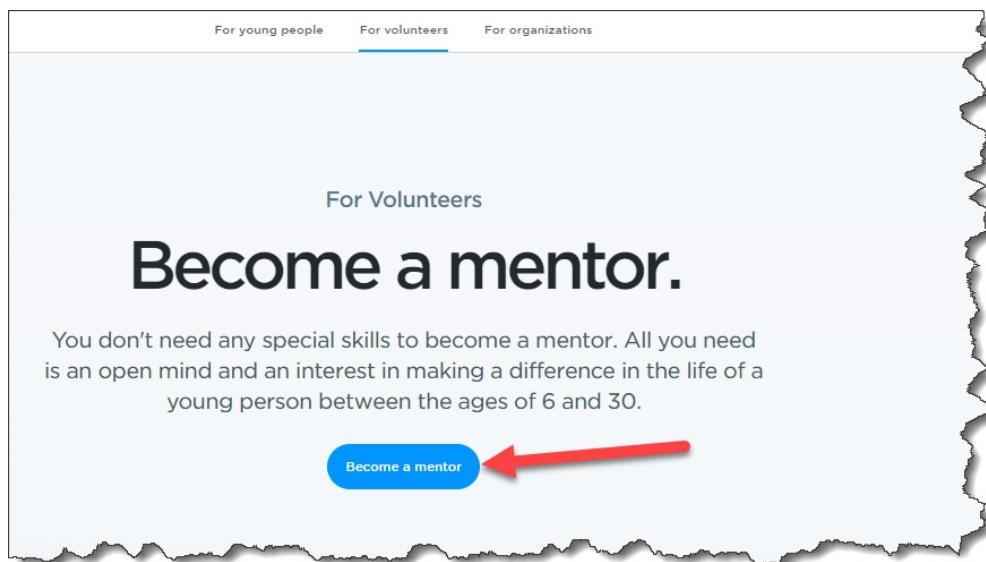 For young people For volunteers For organizations
For Volunteers
Become a mentor.
You don't need any special skills to become a mentor. All you need
is an open mind and an interest in making a difference in the life of a
young person between the ages of 6 and 30.
Become a mentor